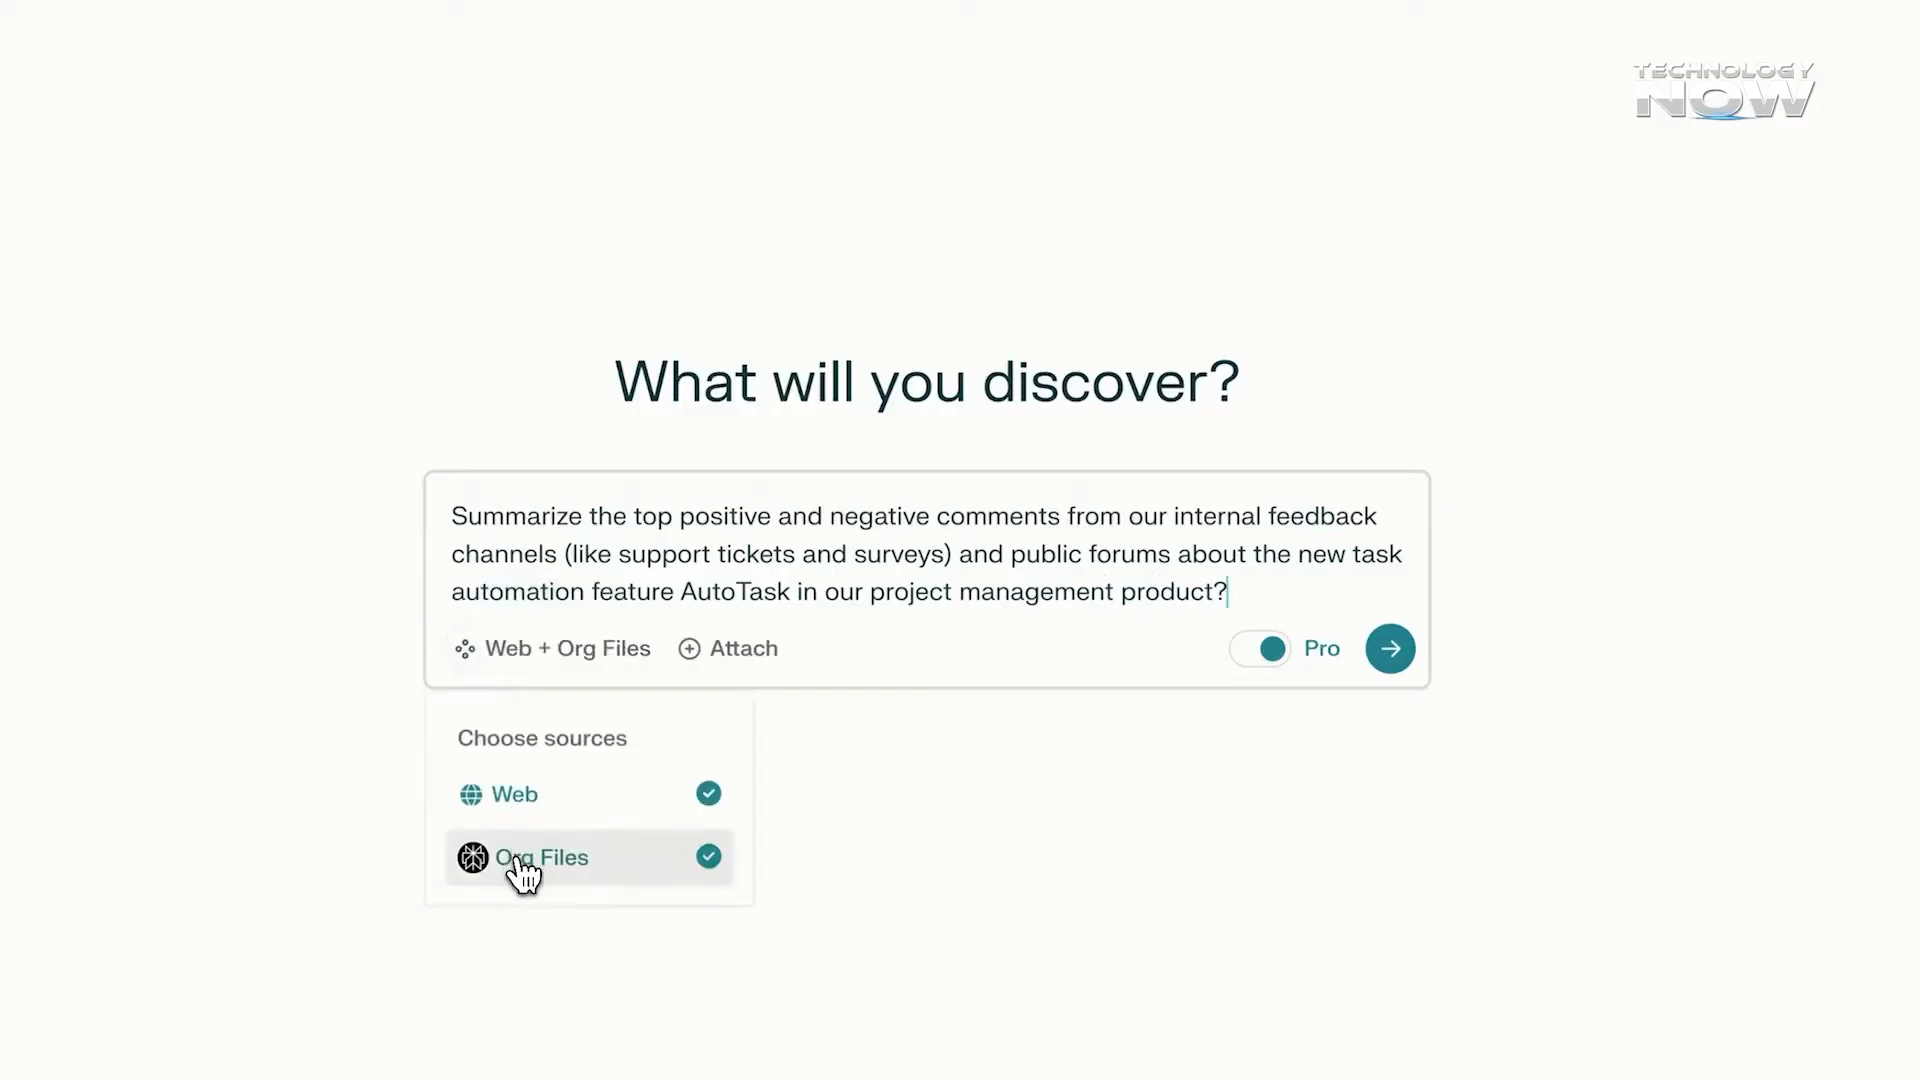 TECHNOLOGY
NOW
What will you discover?
Summarize the top positive and negative comments from our internal feedback
channels (like support tickets and surveys) and public forums about the new task
automation feature AutoTask in our project management product?
Web + Org Files
Attach
Pro
Choose sources
Web
Org Files